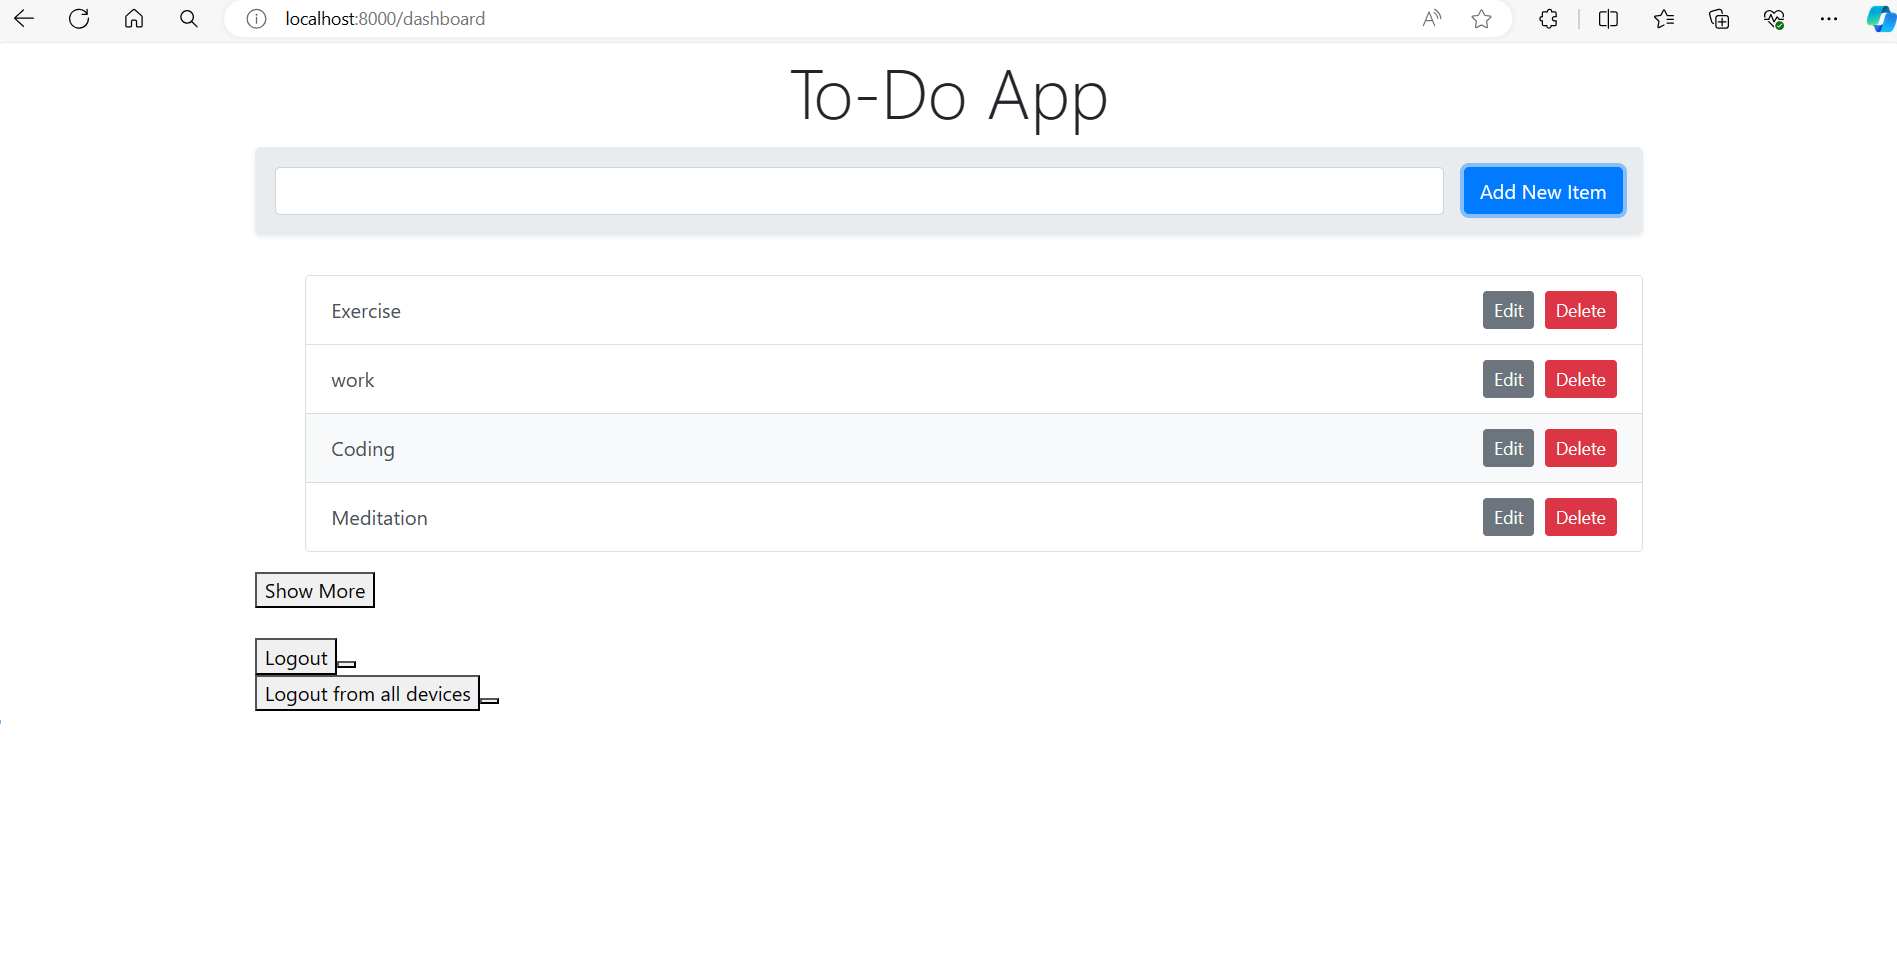 localhost:8000/dashboard
To-Do App
Add New Item
Exercise Edit Delete
work Edit Delete
Coding Edit Delete
Meditation Edit Delete
Show More
Logout
Logout from all devices